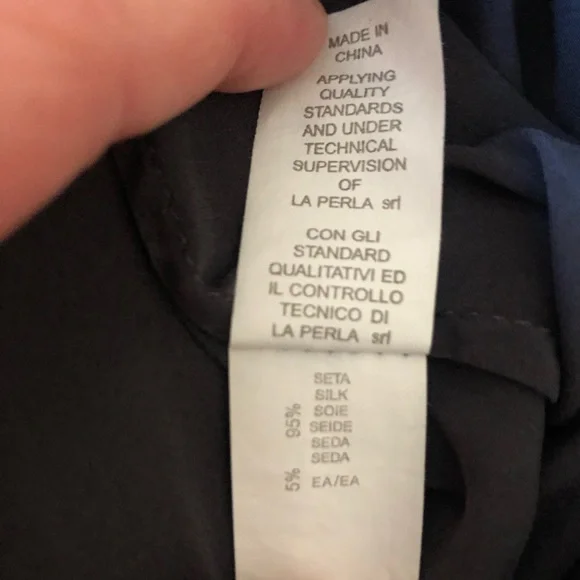 MADE IN
CHINA
APPLYING
QUALITY
STANDARDS
AND UNDER
TECHNICAL
SUPERVISION
OF
LA PERLA srl
CON GLI
STANDARD
QUALITATIVI ED
IL CONTROLLO
TECNICO DI
LA PERLA srl
95%
SETA
SILK
SOIE
SEIDE
SEDA
SEDA
5% EA/EA